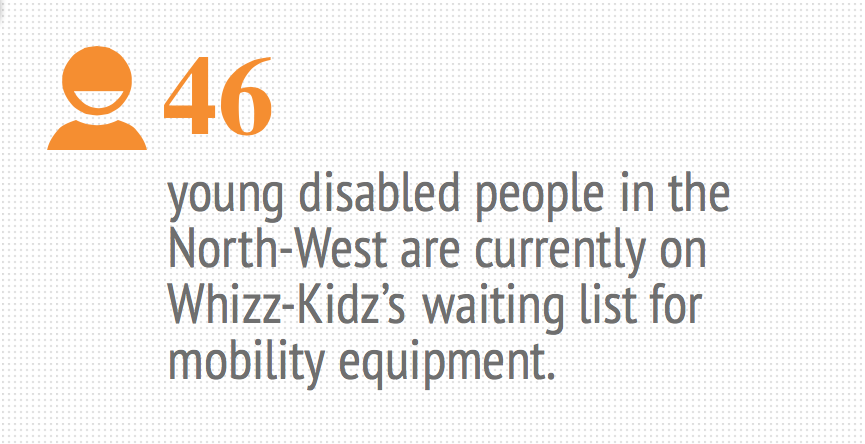 46
young disabled people in the
North-West are currently on
Whizz-Kidz’s waiting list for
mobility equipment.